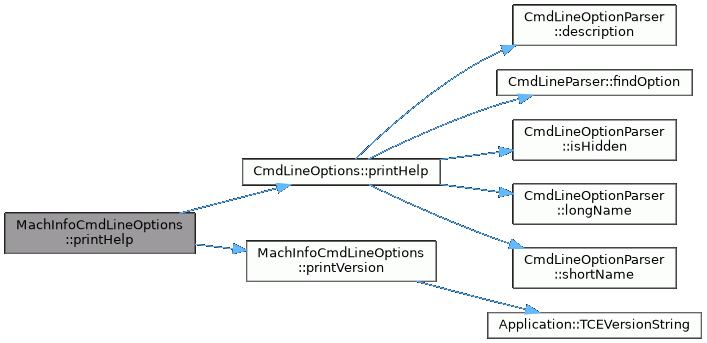 MachInfoCmdLineOptions
::printHelp
CmdLineOptions::printHelp
MachInfoCmdLineOptions
::printVersion
CmdLineOptionParser
::description
CmdLineParser::findOption
CmdLineOptionParser
::isHidden
CmdLineOptionParser
::longName
CmdLineOptionParser
::shortName
Application::TCEVersionString